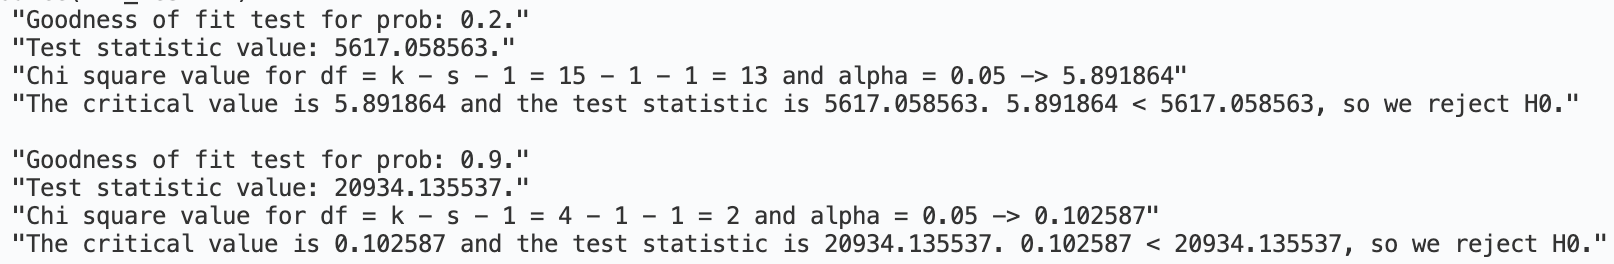 "Goodness of fit test for prob: 0.2."
"Test statistic value: 5617.058563."
"Chi square value for df = k − s − 1 = 15 − 1 − 1 = 13 and alpha = 0.05 −> 5.891864"
"The critical value is 5.891864 and the test statistic is 5617.058563. 5.891864 < 5617.058563, so we reject H0."
"Goodness of fit test for prob: 0.9."
"Test statistic value: 20934.135537."
"Chi square value for df = k − s − 1 = 4 − 1 − 1 = 2 and alpha = 0.05 −> 0.102587"
"The critical value is 0.102587 and the test statistic is 20934.135537. 0.102587 < 20934.135537, so we reject H0."